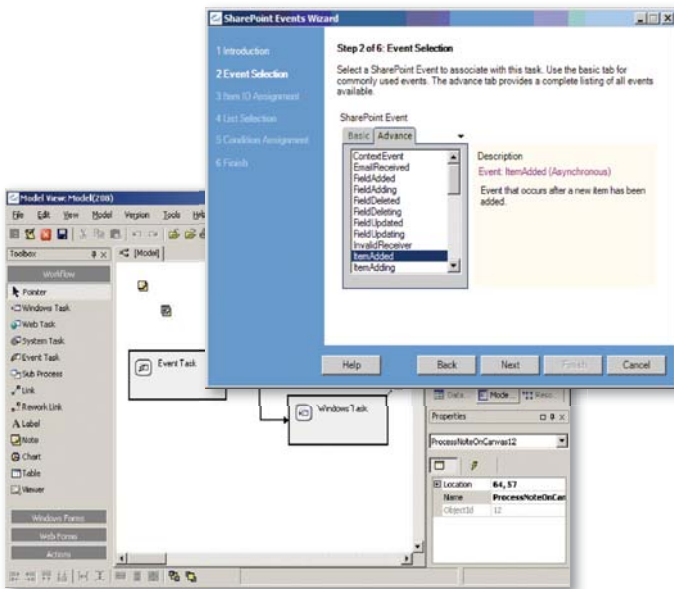 SharePoint Events Wizard
1 Introduction
2 Event Selection
3 Item ID Assignment
4 List Selection
5 Condition Assignment
6 Finish
Step 2 of 6: Event Selection
Select a SharePoint Event to associate with this task. Use the basic tab for
commonly used events. The advance tab provides a complete listing of all events
available.
SharePoint Event
Basic Advance
ContextEvent
EmailReceived
FieldAdded
FieldAdding
FieldDeleted
FieldDeleting
FieldUpdated
FieldUpdating
InvalidReceiver
ItemAdded
ItemAdding
Description
Event: ItemAdded (Asynchronous)
Event that occurs after a new item has been
added.
Help Back Next Finish Cancel
Model View: Model(208)
File Edit View Model Version Tools Help
Toolbox
[Model]
Workflow
Pointer
Windows Task
Web Task
System Task
Event Task
Sub Process
Link
Rework Link
Label
Note
Chart
Table
Viewer
Windows Forms
Web Forms
Actions
Event Task
Windows Task
Data... Mode... Reso...
Properties
ProcessNoteOnCanvas12
Location 64, 57
Name ProcessNoteOnCan
ObjectId 12